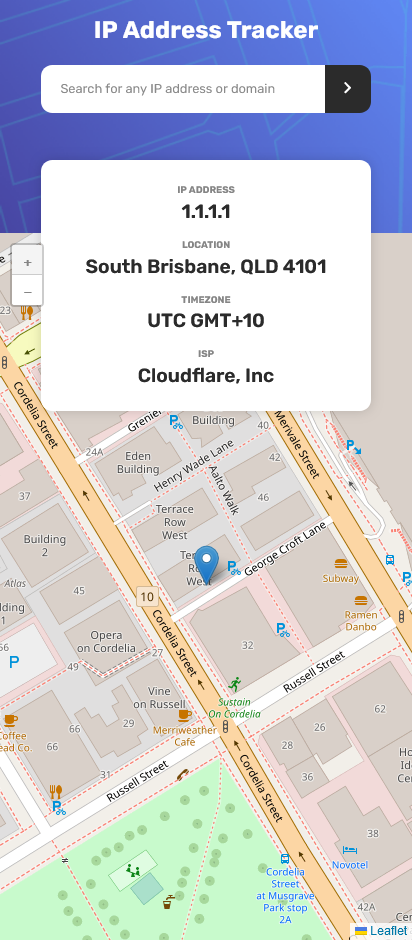 IP Address Tracker
Search for any IP address or domain
IP ADDRESS
1.1.1.1
LOCATION
South Brisbane, QLD 4101
TIMEZONE
UTC GMT+10
ISP
Cloudflare, Inc
+
−
23
Cordelia Street
Grenier
Building
Merivale Street
24A
Eden
Building
Henry Wade Lane
40
42
Aalto Walk
46
37
Terrace
Row
West
Building
2
George Croft Lane
Subway
Atlas
45
10
Ramen
Danbo
Opera
on Cordelia
Cordelia Street
32
27
49
P
Russell Street
Vine
on Russell
29
Sustain
On Cordelia
62
Merriweather
Cafe
26
28
66
66
31
Russell Street
Cordelia Street
36
38
Novotel
Cordelia
Street
at Musgrave
Park stop
2A
42A
Leaflet